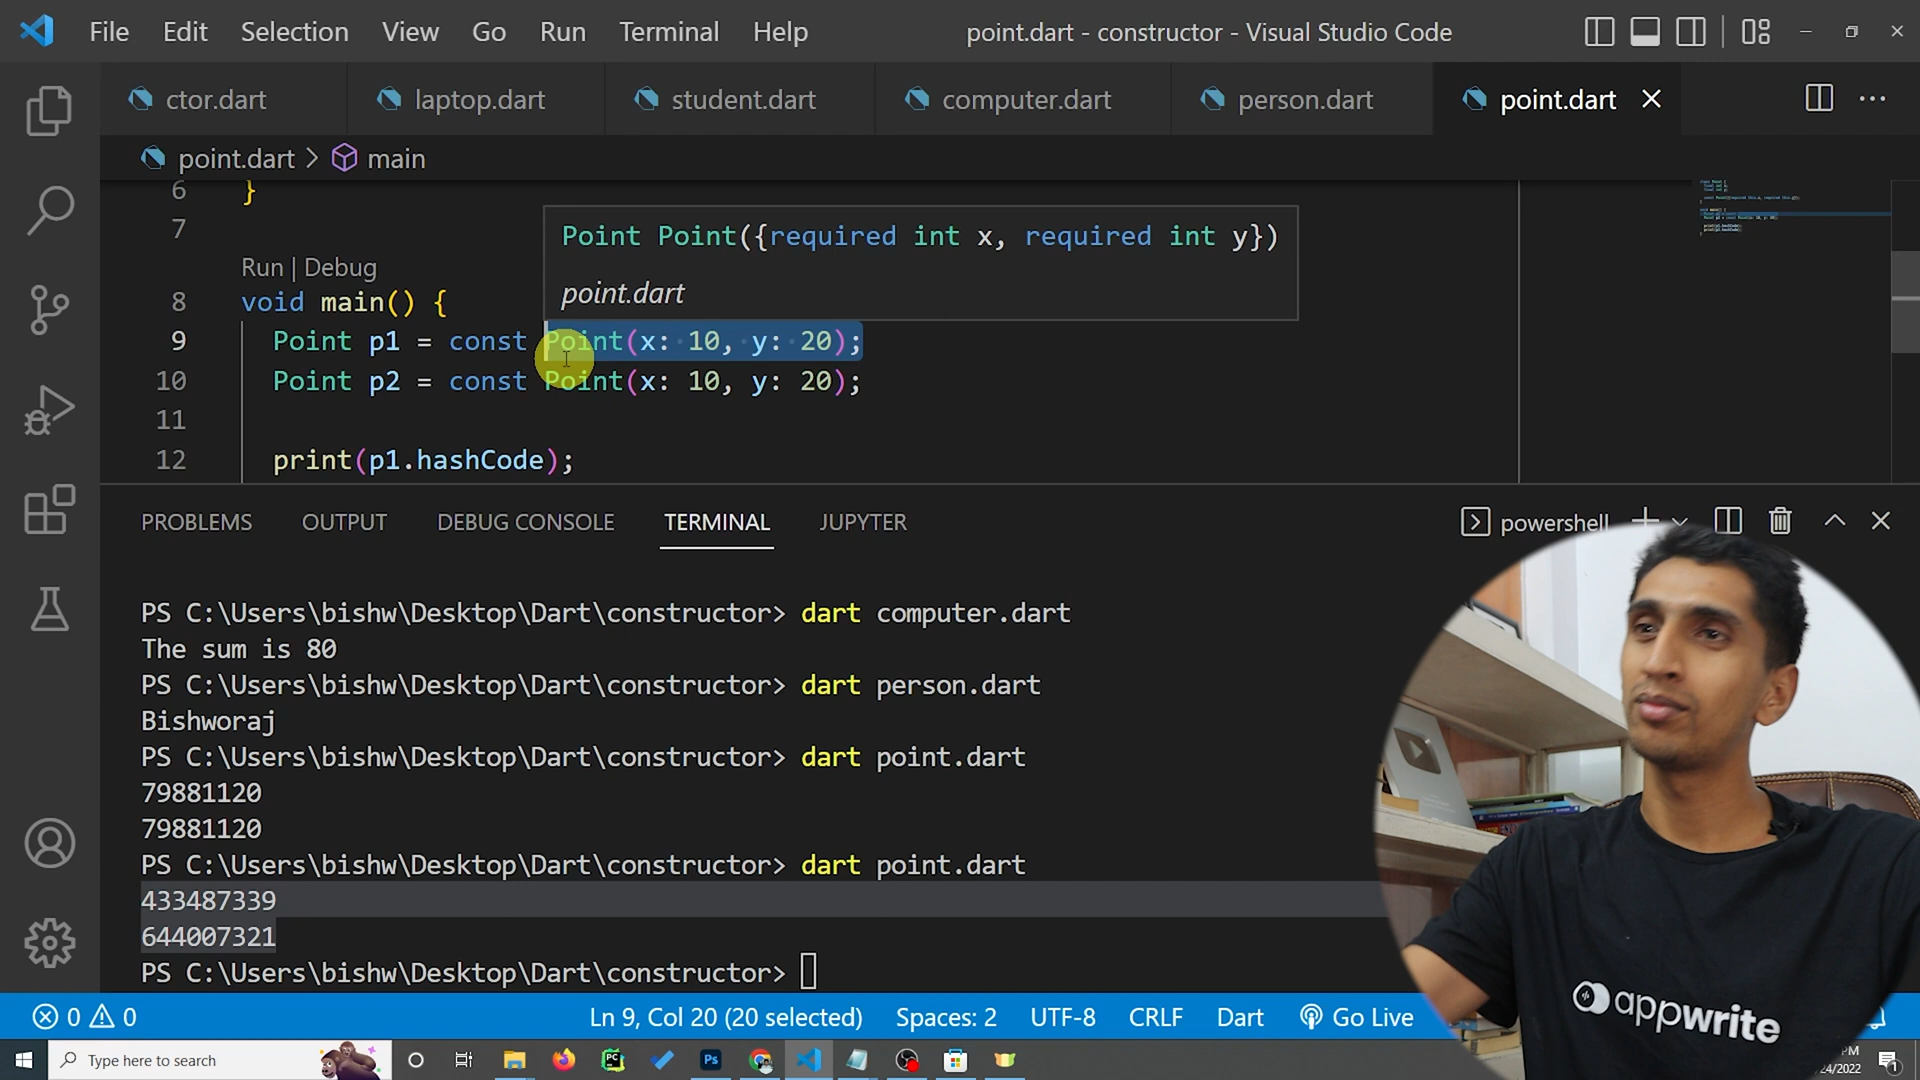 File Edit Selection View Go Run Terminal Help
point.dart - constructor - Visual Studio Code
ctor.dart laptop.dart student.dart computer.dart person.dart point.dart
point.dart > main
6 }
7
Point Point({required int x, required int y})
point.dart
Run | Debug
8 void main() {
9 Point p1 = const Point(x: 10, y: 20);
10 Point p2 = const Point(x: 10, y: 20);
11
12 print(p1.hashCode);
PROBLEMS OUTPUT DEBUG CONSOLE TERMINAL JUPYTER
powershell
PS C:\Users\bishw\Desktop\Dart\constructor> dart computer.dart
The sum is 80
PS C:\Users\bishw\Desktop\Dart\constructor> dart person.dart
Bishworaj
PS C:\Users\bishw\Desktop\Dart\constructor> dart point.dart
79881120
79881120
PS C:\Users\bishw\Desktop\Dart\constructor> dart point.dart
433487339
644007321
PS C:\Users\bishw\Desktop\Dart\constructor>
appwrite
0 0
Ln 9, Col 20 (20 selected) Spaces: 2 UTF-8 CRLF Dart Go Live
Type here to search
PC
Ps
PM
/24/2022
1